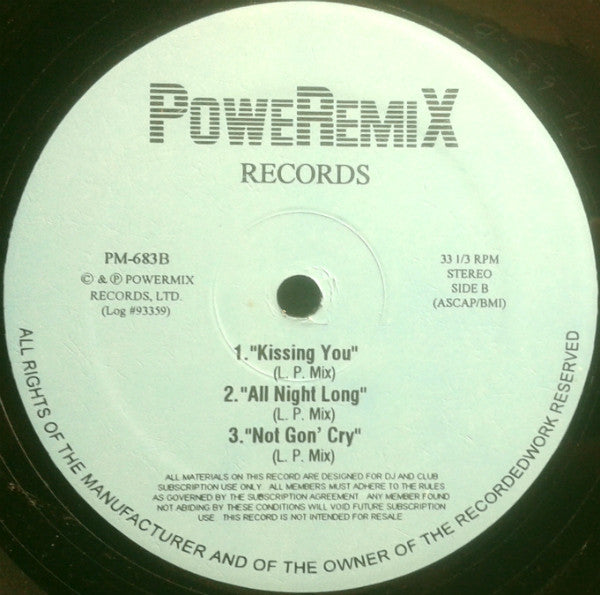 PoweRemiX
RECORDS
PM-683B
© & ℗ POWERMIX
RECORDS, LTD.
(Log #93359)
33 1/3 RPM
STEREO
SIDE B
(ASCAP/BMI)
1."Kissing You"
(L. P. Mix)
2."All Night Long"
(L. P. Mix)
3."Not Gon' Cry"
(L. P. Mix)
ALL MATERIALS ON THIS RECORD ARE DESIGNED FOR DJ AND CLUB
SUBSCRIPTION USE ONLY. ALL MEMBERS MUST ADHERE TO THE RULES
AS GOVERNED BY THE SUBSCRIPTION AGREEMENT. ANY MEMBER FOUND
NOT ABIDING BY THESE CONDITIONS WILL VOID FUTURE SUBSCRIPTION
USE. THIS RECORD IS NOT INTENDED FOR RESALE
ALL RIGHTS OF THE MANUFACTURER AND OF THE OWNER OF THE RECORDEDWORK RESERVED